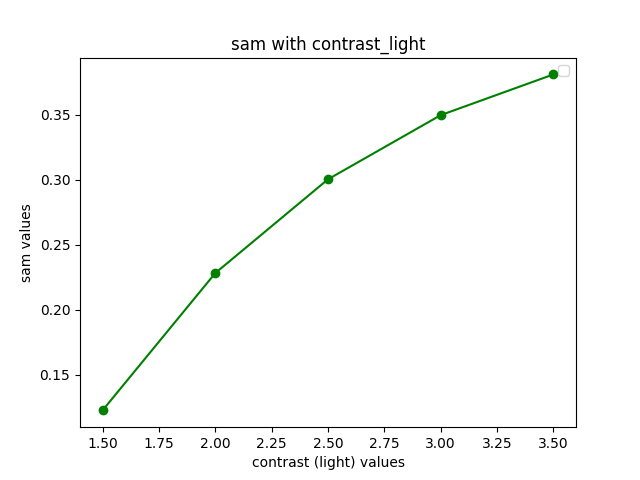 sam with contrast_light
sam values
0.35
0.30
0.25
0.20
0.15
1.50 1.75 2.00 2.25 2.50 2.75 3.00 3.25 3.50
contrast (light) values